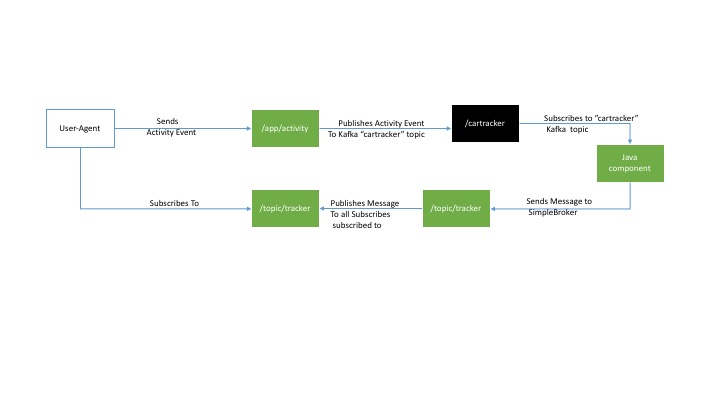 User-Agent
Sends
Activity Event
/app/activity
Publishes Activity Event
To Kafka “cartracker” topic
/cartracker
Subscribes to “cartracker”
Kafka topic
Java
component
Subscribes To
/topic/tracker
Publishes Message
To all Subscribes
subscribed to
/topic/tracker
Sends Message to
SimpleBroker